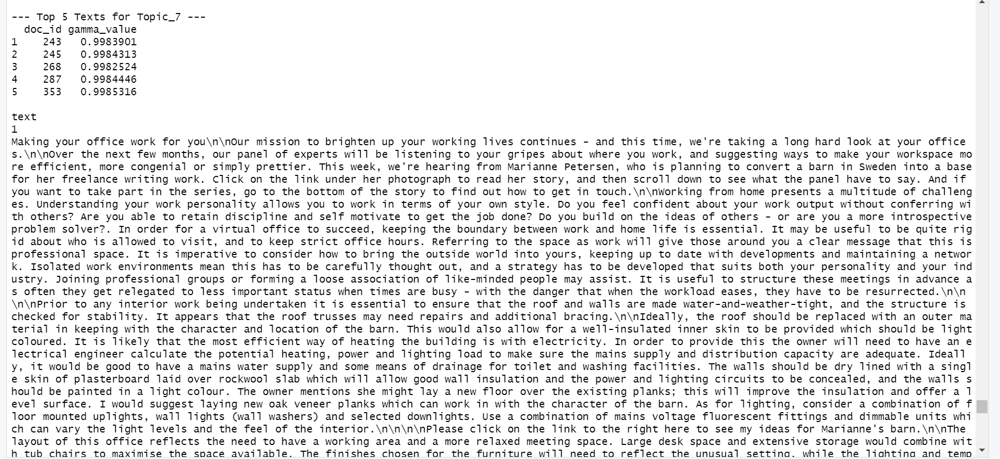 --- Top 5 Texts for Topic_7 ---
  doc_id gamma_value
1    243   0.9983901
2    245   0.9984313
3    268   0.9982524
4    287   0.9984446
5    353   0.9985316

text
1
Making your office work for you\n\nOur mission to brighten up your working lives continues - and this time, we're taking a long hard look at your office
s.\n\nOver the next few months, our panel of experts will be listening to your gripes about where you work, and suggesting ways to make your workspace mo
re efficient, more congenial or simply prettier. This week, we're hearing from Marianne Petersen, who is planning to convert a barn in Sweden into a base
for her freelance writing work. Click on the link under her photograph to read her story, and then scroll down to see what the panel have to say. And if
you want to take part in the series, go to the bottom of the story to find out how to get in touch.\n\nWorking from home presents a multitude of challeng
es. Understanding your work personality allows you to work in terms of your own style. Do you feel confident about your work output without conferring wi
th others? Are you able to retain discipline and self motivate to get the job done? Do you build on the ideas of others - or are you a more introspective
problem solver?. In order for a virtual office to succeed, keeping the boundary between work and home life is essential. It may be useful to be quite rig
id about who is allowed to visit, and to keep strict office hours. Referring to the space as work will give those around you a clear message that this is
professional space. It is imperative to consider how to bring the outside world into yours, keeping up to date with developments and maintaining a networ
k. Isolated work environments mean this has to be carefully thought out, and a strategy has to be developed that suits both your personality and your ind
ustry. Joining professional groups or forming a loose association of like-minded people may assist. It is useful to structure these meetings in advance a
s often they get relegated to less important status when times are busy - with the danger that when the workload eases, they have to be resurrected.\n\n
\n\nPrior to any interior work being undertaken it is essential to ensure that the roof and walls are made water-and-weather-tight, and the structure is
checked for stability. It appears that the roof trusses may need repairs and additional bracing.\n\nIdeally, the roof should be replaced with an outer ma
terial in keeping with the character and location of the barn. This would also allow for a well-insulated inner skin to be provided which should be light
coloured. It is likely that the most efficient way of heating the building is with electricity. In order to provide this the owner will need to have an e
lectrical engineer calculate the potential heating, power and lighting load to make sure the mains supply and distribution capacity are adequate. Ideall
y, it would be good to have a mains water supply and some means of drainage for toilet and washing facilities. The walls should be dry lined with a singl
e skin of plasterboard laid over rockwool slab which will allow good wall insulation and the power and lighting circuits to be concealed, and the walls s
hould be painted in a light colour. The owner mentions she might lay a new floor over the existing planks; this will improve the insulation and offer a l
evel surface. I would suggest laying new oak veneer planks which can work in with the character of the barn. As for lighting, consider a combination of f
loor mounted uplights, wall lights (wall washers) and selected downlights. Use a combination of mains voltage fluorescent fittings and dimmable units whi
ch can vary the light levels and the feel of the interior.\n\n\n\nPlease click on the link to the right here to see my ideas for Marianne's barn.\n\nThe
layout of this office reflects the need to have a working area and a more relaxed meeting space. Large desk space and extensive storage would combine wit
h tub chairs to maximise the space available. The finishes chosen for the furniture will need to reflect the unusual setting, while the lighting and temp